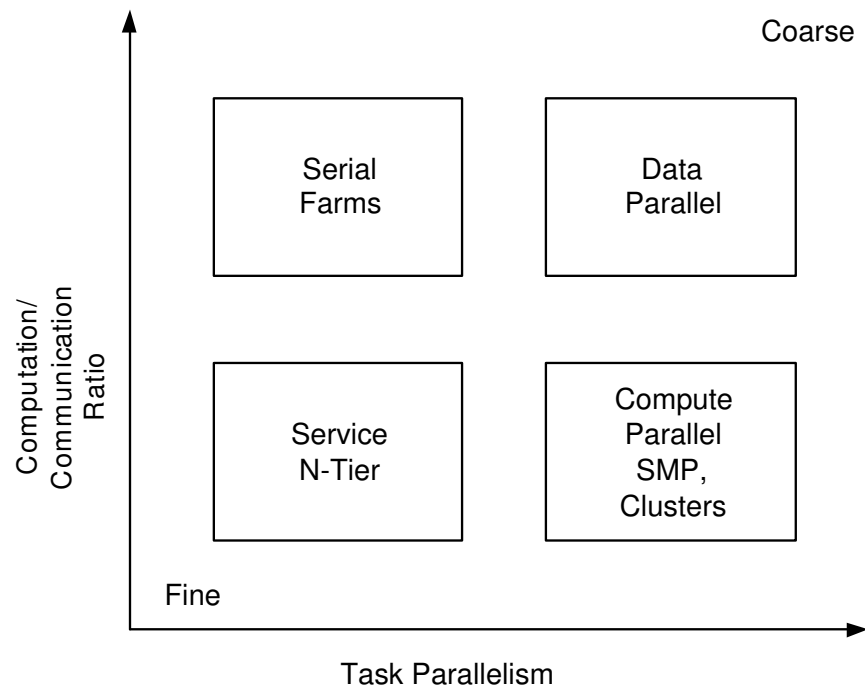 Coarse
Serial
Farms
Data
Parallel
Computation/
Communication
Ratio
Service
N-Tier
Compute
Parallel
SMP,
Clusters
Fine
Task Parallelism